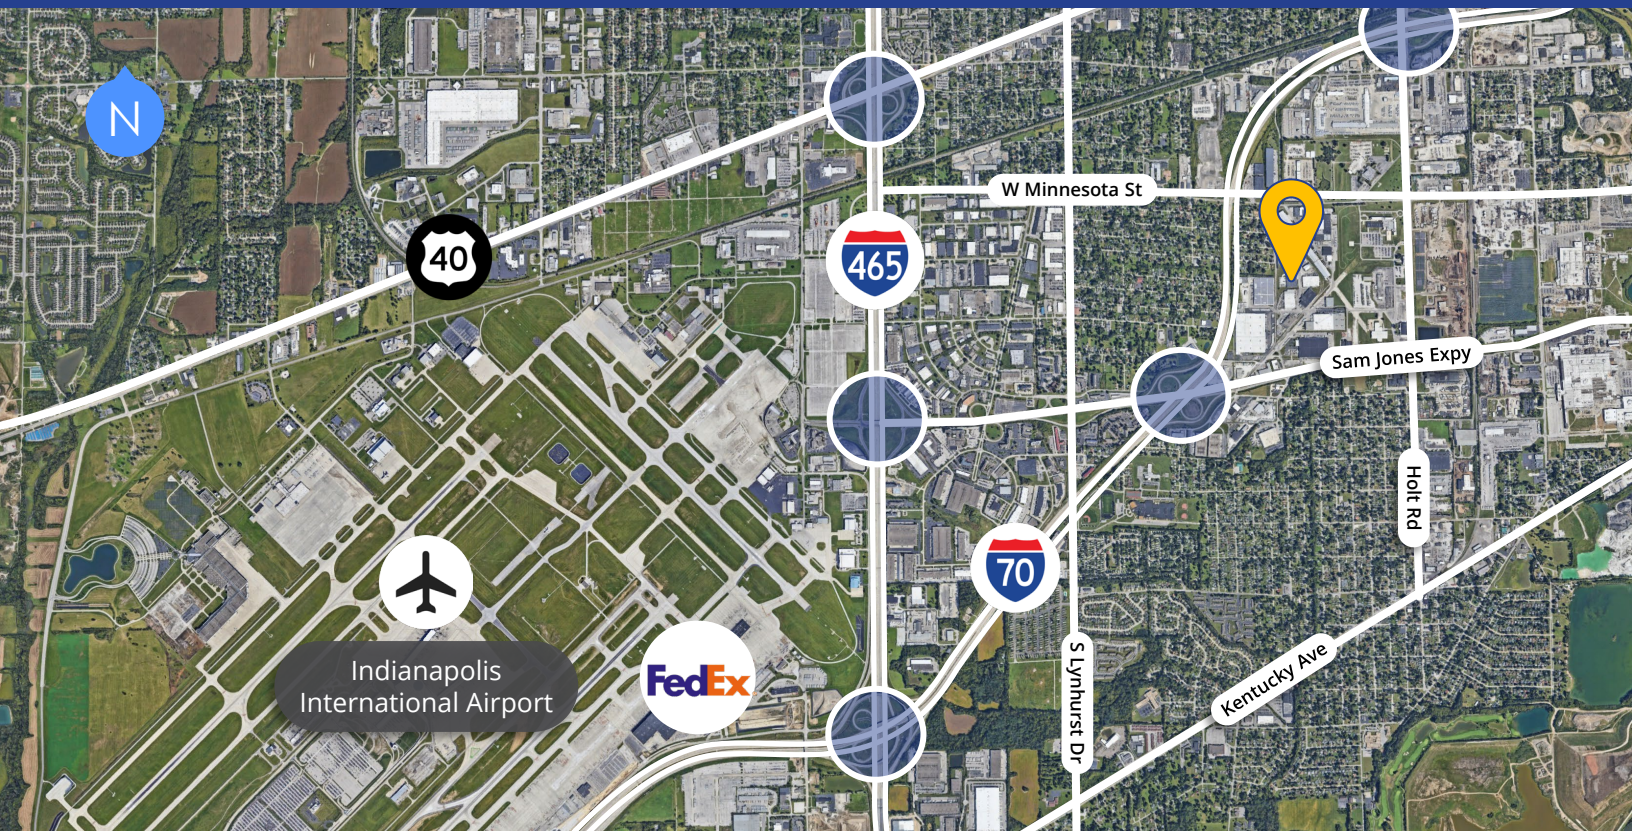 N
W Minnesota St
40
465
Sam Jones Expy
Holt Rd
70
Indianapolis
International Airport
FedEx
S Lynhurst Dr
Kentucky Ave